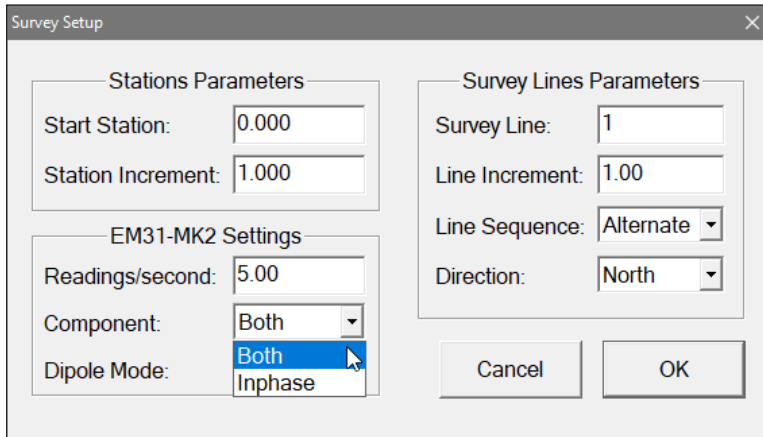 Survey Setup
Stations Parameters
Start Station: 0.000
Station Increment: 1.000
EM31-MK2 Settings
Readings/second: 5.00
Component: Both
Both
Dipole Mode: Inphase
Survey Lines Parameters
Survey Line: 1
Line Increment: 1.00
Line Sequence: Alternate
Direction: North
Cancel OK